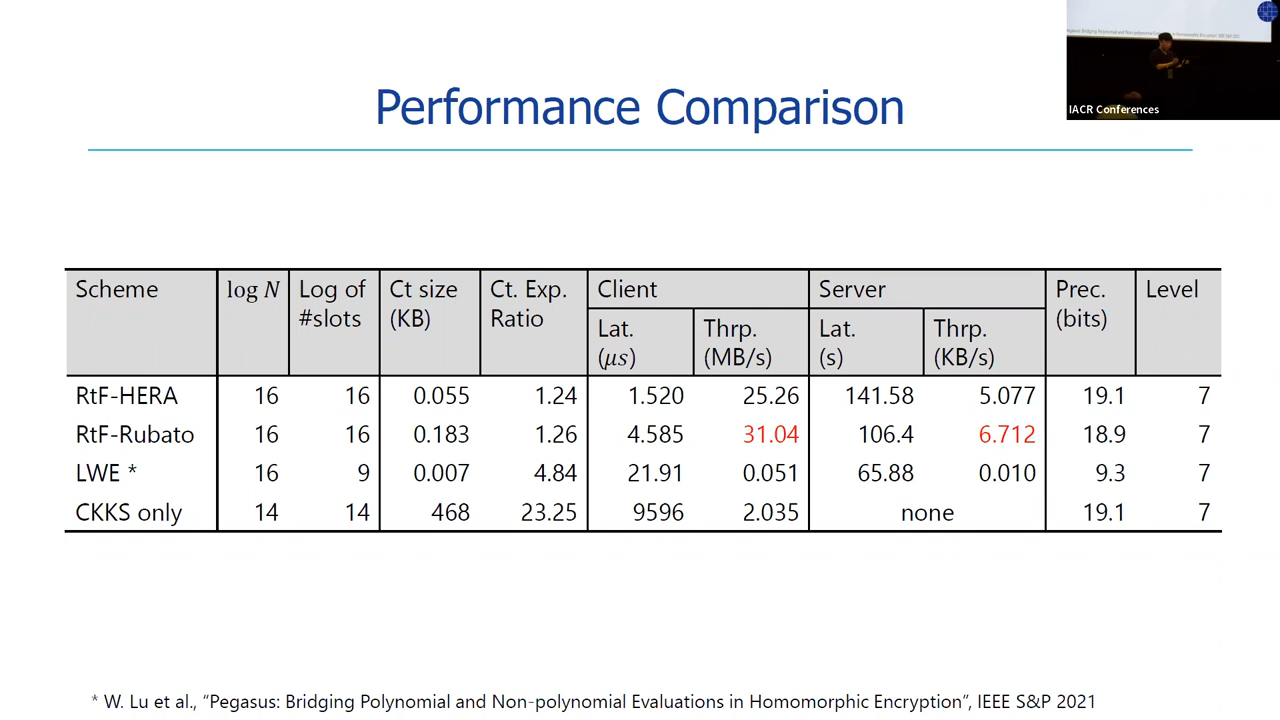 IACR Conferences
Performance Comparison
Scheme log N Log of #slots Ct size (KB) Ct. Exp. Ratio Client Server Prec. (bits) Level
Lat. (μs) Thrp. (MB/s) Lat. (s) Thrp. (KB/s)
RtF-HERA 16 16 0.055 1.24 1.520 25.26 141.58 5.077 19.1 7
RtF-Rubato 16 16 0.183 1.26 4.585 31.04 106.4 6.712 18.9 7
LWE * 16 9 0.007 4.84 21.91 0.051 65.88 0.010 9.3 7
CKKS only 14 14 468 23.25 9596 2.035 none 19.1 7
* W. Lu et al., “Pegasus: Bridging Polynomial and Non-polynomial Evaluations in Homomorphic Encryption”, IEEE S&P 2021